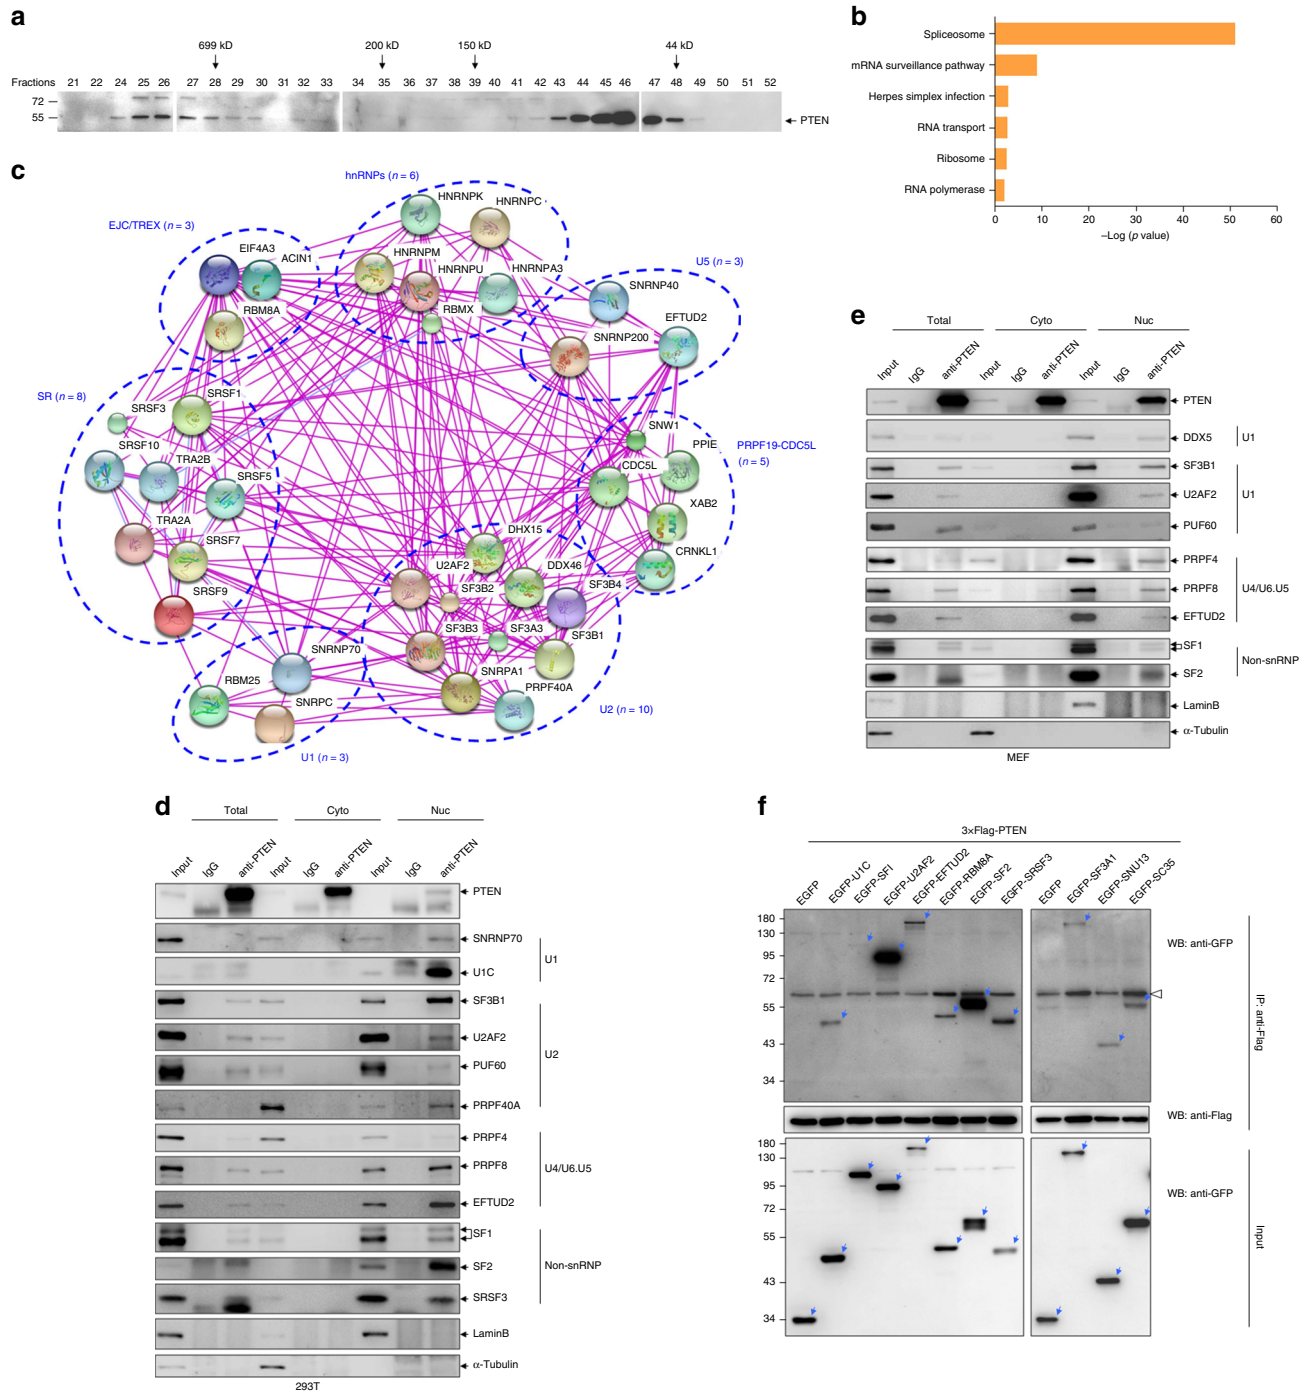 a
699 kD
200 kD
150 kD
44 kD
Fractions 21 22 24 25 26 27 28 29 30 31 32 33 34 35 36 37 38 39 40 41 42 43 44 45 46 47 48 49 50 51 52
72
55
PTEN
b
Spliceosome
mRNA surveillance pathway
Herpes simplex infection
RNA transport
Ribosome
RNA polymerase
0 10 20 30 40 50 60
–Log (p value)
c
hnRNPs (n = 6)
HNRNPK
HNRNPC
HNRNPM
HNRNPU
HNRNPA3
RBMX
EJC/TREX (n = 3)
EIF4A3
ACIN1
RBM8A
U5 (n = 3)
SNRNP40
EFTUD2
SNRNP200
SR (n = 8)
SRSF3
SRSF1
SRSF10
TRA2B
SRSF5
TRA2A
SRSF7
SRSF9
SNW1
PPIE
PRPF19-CDC5L
(n = 5)
CDC5L
XAB2
CRNKL1
DHX15
U2AF2
DDX46
SF3B2
SF3B4
SF3B3
SF3A3
SF3B1
SNRPA1
PRPF40A
U2 (n = 10)
SNRNP70
RBM25
SNRPC
U1 (n = 3)
d
Total Cyto Nuc
Input IgG anti-PTEN Input IgG anti-PTEN Input IgG anti-PTEN
PTEN
SNRNP70
U1C
U1
SF3B1
U2AF2
PUF60
PRPF40A
U2
PRPF4
PRPF8
EFTUD2
U4/U6.U5
SF1
SF2
SRSF3
Non-snRNP
LaminB
α-Tubulin
293T
e
Total Cyto Nuc
Input IgG anti-PTEN Input IgG anti-PTEN Input IgG anti-PTEN
PTEN
DDX5
U1
SF3B1
U2AF2
PUF60
U1
PRPF4
PRPF8
EFTUD2
U4/U6.U5
SF1
SF2
Non-snRNP
LaminB
α-Tubulin
MEF
f
3×Flag-PTEN
EGFP EGFP-U1C EGFP-SFI EGFP-U2AF2 EGFP-EFTUD2 EGFP-RBM8A EGFP-SF2 EGFP-SRSF3 EGFP EGFP-SF3A1 EGFP-SNU13 EGFP-SC35
180
130
95
72
55
43
34
WB: anti-GFP
WB: anti-Flag
IP: anti-Flag
180
130
95
72
55
43
34
WB: anti-GFP
Input